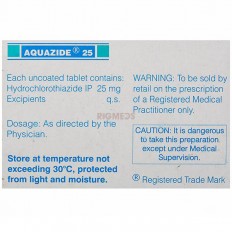 AQUAZIDE® 25
Each uncoated tablet contains:
Hydrochlorothiazide IP 25 mg
Excipients q.s.
Dosage: As directed by the
Physician.
Store at temperature not
exceeding 30°C, protected
from light and moisture.
WARNING: To be sold by
retail on the prescription
of a Registered Medical
Practitioner only.
CAUTION: It is dangerous
to take this preparation
except under Medical
Supervision.
® Registered Trade Mark